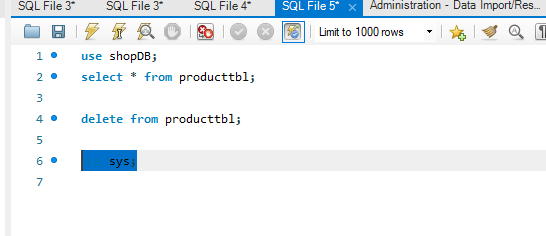 SQL File 3* SQL File 3* SQL File 4* SQL File 5* Administration - Data Import/Res...
Limit to 1000 rows
1 use shopDB;
2 select * from producttbl;
3
4 delete from producttbl;
5
6 sys;
7